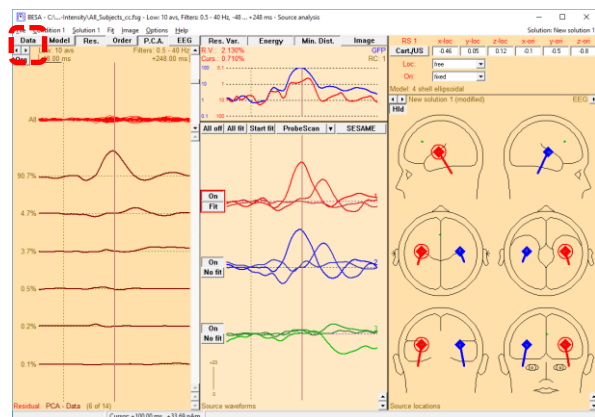 BESA - C:\...-Intensity\All_Subjects_cc.fsg - Low: 10 avs, Filters: 0.5 - 40 Hz, -48 ... +248 ms - Source analysis
File Condition 1 Solution 1 Fit Image Options Help Solution: New solution 1
Data Model Res. Order P.C.A. EEG
Low: 10 avs Filters: 0.5 - 40 Hz
+248.00 ms
All
90.7%
4.7%
3.7%
0.5%
0.2%
0.1%
Residual PCA - Data (6 of 14)
Res. Var. Energy Min. Dist. Image
R.V.: 2.130% GFP
Curs.: 0.710% RC: 1
All off All fit Start fit ProbeScan SESAME
On
Fit
1
On
No fit
2
On
No fit
3
Source waveforms
RS 1 x-loc y-loc z-loc x-ori y-ori z-ori
Cart./US -0.46 0.05 0.12 -0.1 -0.5 -0.8
Loc: free
Ori: fixed
Model: 4 shell ellipsoidal
New solution 1 (modified) EEG
Hld
Source locations